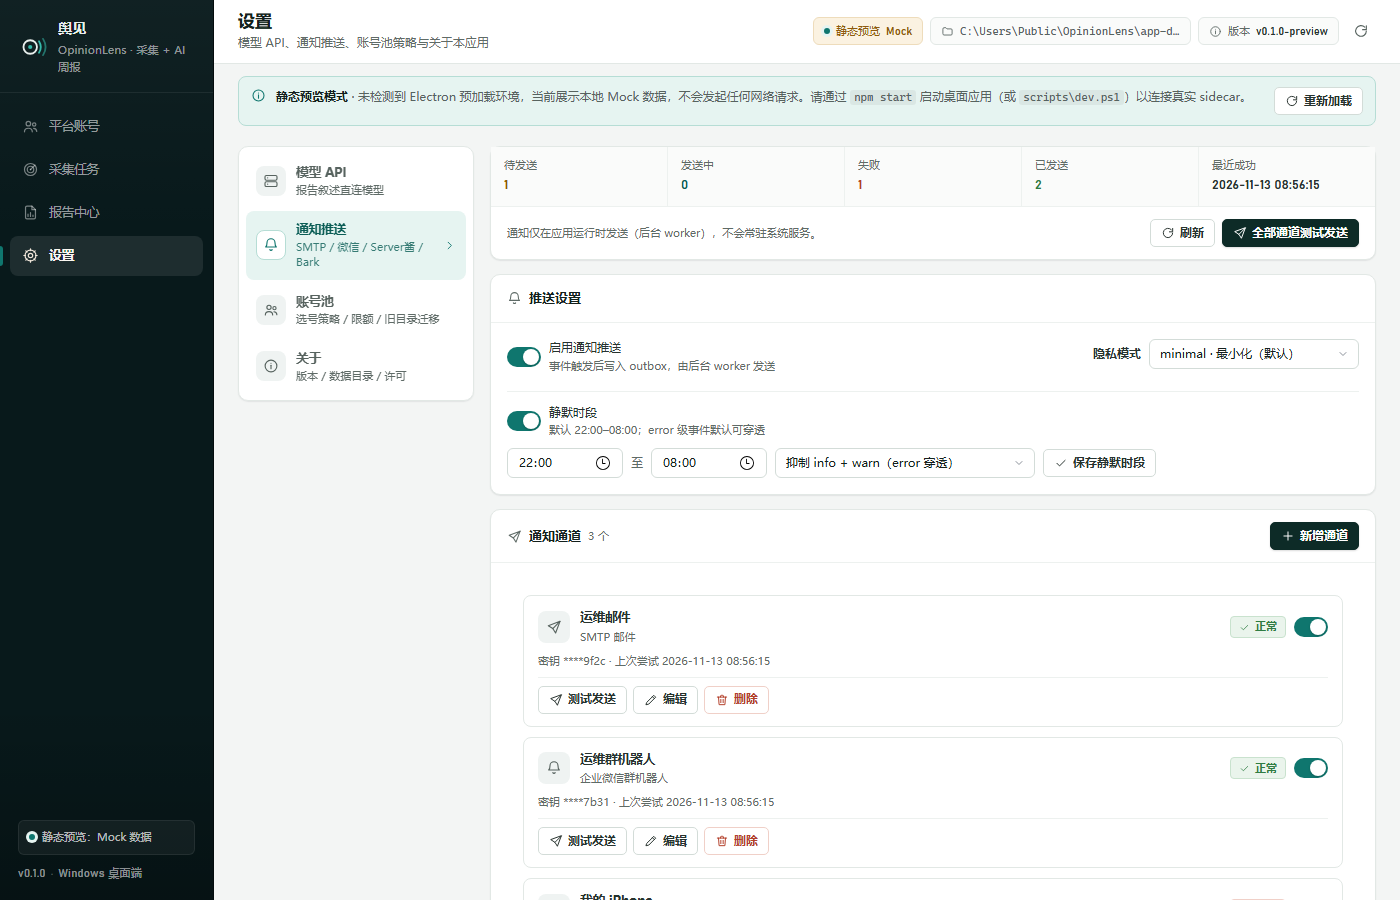 舆见
OpinionLens · 采集 + AI
周报
平台账号
采集任务
报告中心
设置
静态预览：Mock 数据
v0.1.0 · Windows 桌面端
设置
模型 API、通知推送、账号池策略与关于本应用
静态预览 Mock
C:\Users\Public\OpinionLens\app-d…
版本 v0.1.0-preview
静态预览模式 · 未检测到 Electron 预加载环境，当前展示本地 Mock 数据，不会发起任何网络请求。请通过 npm start 启动桌面应用（或 scripts\dev.ps1 ）以连接真实 sidecar。
重新加载
模型 API
报告叙述直连模型
通知推送
SMTP / 微信 / Server酱 /
Bark
账号池
选号策略 / 限额 / 旧目录迁移
关于
版本 / 数据目录 / 许可
待发送
1
发送中
0
失败
1
已发送
2
最近成功
2026-11-13 08:56:15
通知仅在应用运行时发送（后台 worker），不会常驻系统服务。
刷新
全部通道测试发送
推送设置
启用通知推送
事件触发后写入 outbox，由后台 worker 发送
隐私模式
minimal · 最小化（默认）
静默时段
默认 22:00–08:00；error 级事件默认可穿透
22:00
至
08:00
抑制 info + warn（error 穿透）
保存静默时段
通知通道 3 个
新增通道
运维邮件
SMTP 邮件
正常
密钥 ****9f2c · 上次尝试 2026-11-13 08:56:15
测试发送
编辑
删除
运维群机器人
企业微信群机器人
正常
密钥 ****7b31 · 上次尝试 2026-11-13 08:56:15
测试发送
编辑
删除
我的 iPhone